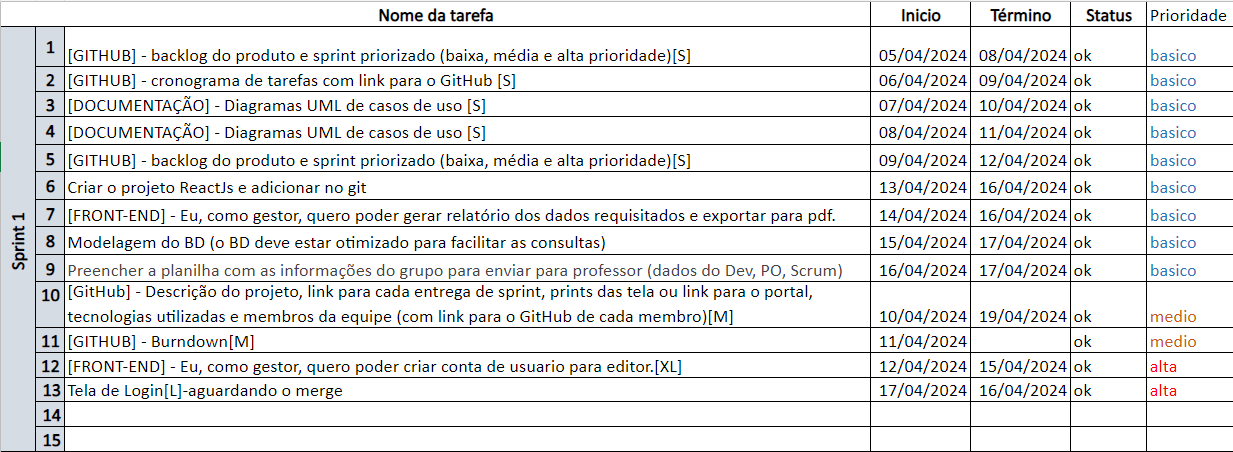 Nome da tarefa Inicio Término Status Prioridade
Sprint 1
1 [GITHUB] - backlog do produto e sprint priorizado (baixa, média e alta prioridade)[S] 05/04/2024 08/04/2024 ok basico
2 [GITHUB] - cronograma de tarefas com link para o GitHub [S] 06/04/2024 09/04/2024 ok basico
3 [DOCUMENTAÇÃO] - Diagramas UML de casos de uso [S] 07/04/2024 10/04/2024 ok basico
4 [DOCUMENTAÇÃO] - Diagramas UML de casos de uso [S] 08/04/2024 11/04/2024 ok basico
5 [GITHUB] - backlog do produto e sprint priorizado (baixa, média e alta prioridade)[S] 09/04/2024 12/04/2024 ok basico
6 Criar o projeto ReactJs e adicionar no git 13/04/2024 16/04/2024 ok basico
7 [FRONT-END] - Eu, como gestor, quero poder gerar relatório dos dados requisitados e exportar para pdf. 14/04/2024 16/04/2024 ok basico
8 Modelagem do BD (o BD deve estar otimizado para facilitar as consultas) 15/04/2024 17/04/2024 ok basico
9 Preencher a planilha com as informações do grupo para enviar para professor (dados do Dev, PO, Scrum) 16/04/2024 17/04/2024 ok basico
10 [GitHub] - Descrição do projeto, link para cada entrega de sprint, prints das tela ou link para o portal,
tecnologias utilizadas e membros da equipe (com link para o GitHub de cada membro)[M] 10/04/2024 19/04/2024 ok medio
11 [GITHUB] - Burndown[M] 11/04/2024 ok medio
12 [FRONT-END] - Eu, como gestor, quero poder criar conta de usuario para editor.[XL] 12/04/2024 15/04/2024 ok alta
13 Tela de Login[L]-aguardando o merge 17/04/2024 16/04/2024 ok alta
14
15